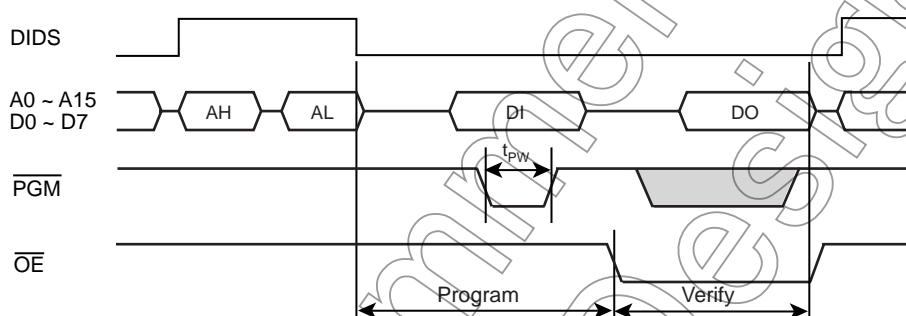 DIDS
A0 ~ A15
D0 ~ D7
AH
AL
DI
DO
tPW
PGM
OE
Program
Verify